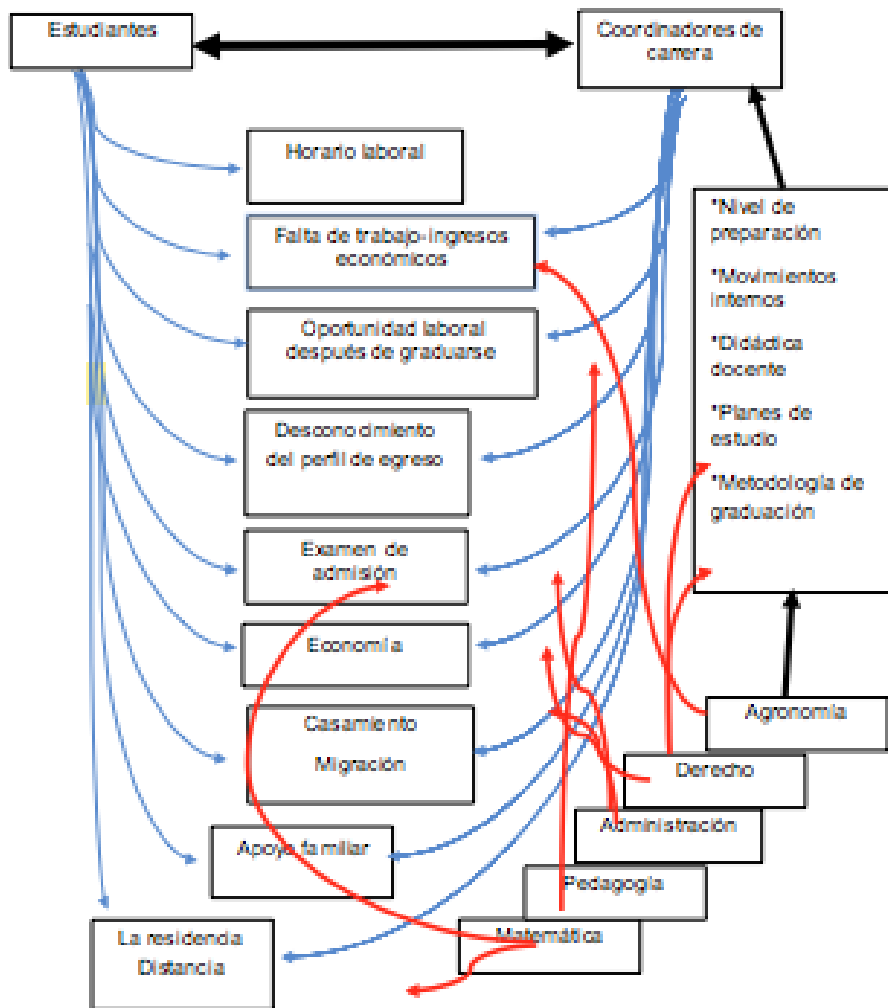 Estudiantes
Coordinadores de
carrera
Horario laboral
Falta de trabajo-ingresos
económicos
Oportunidad laboral
después de graduarse
Desconocimiento
del perfil de egreso
Examen de
admisión
Economía
Casamiento
Migración
Apoyo familiar
La residencia
Distancia
*Nivel de
preparación
*Movimientos
internos
*Didáctica
docente
*Planes de
estudio
*Metodología de
graduación
Agronomía
Derecho
Administración
Pedagogía
Matemática